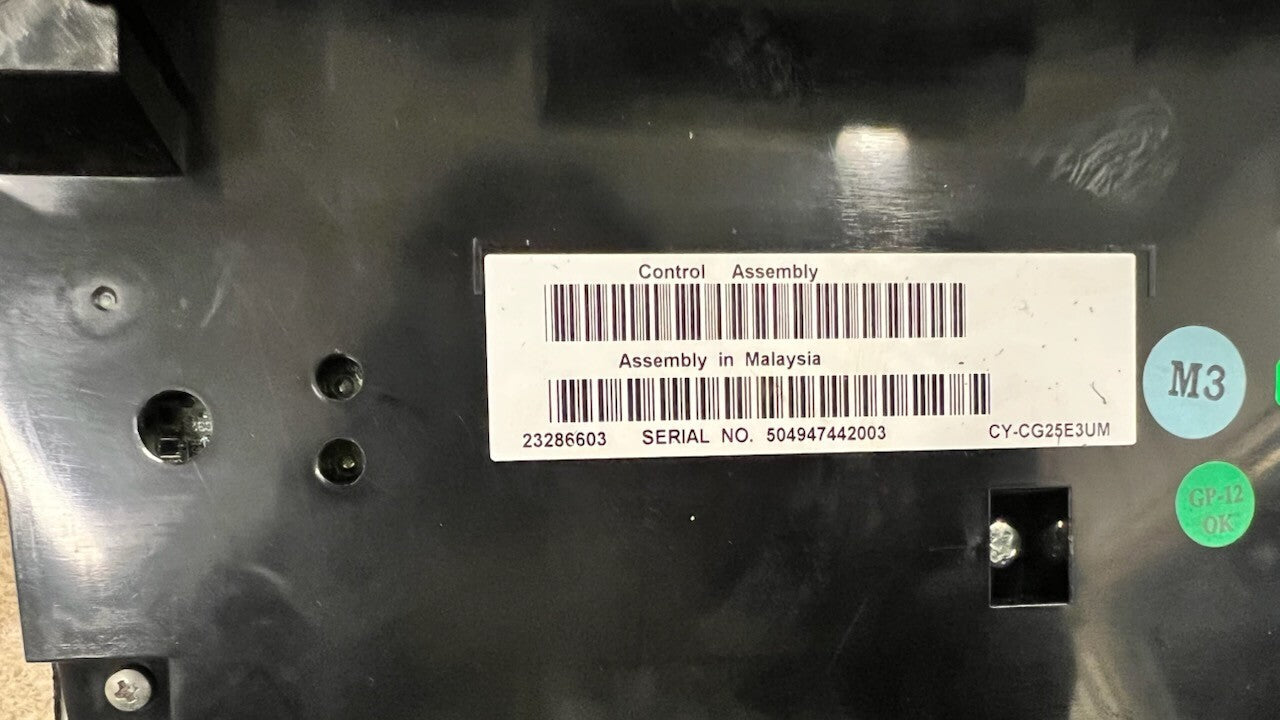 Control Assembly
Assembly in Malaysia
23286603 SERIAL NO. 504947442003 CY-CG25E3UM
M3
GP-12
OK